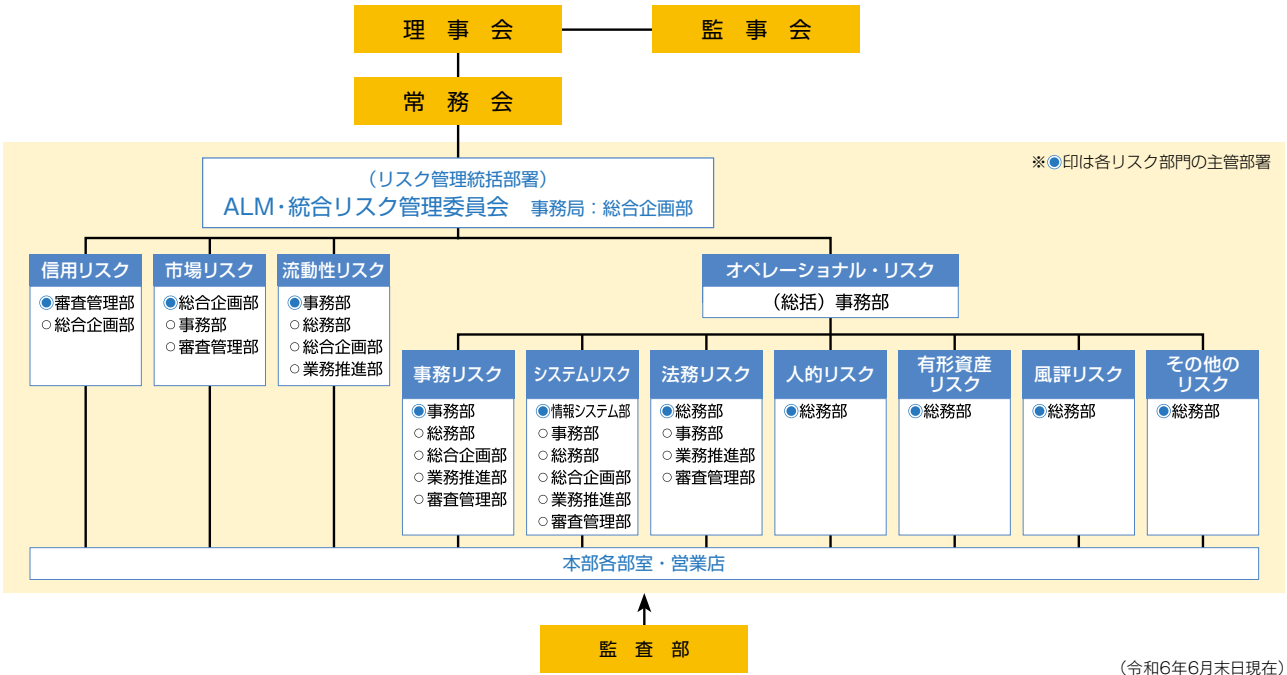 理事会
監事会
常務会
※◉印は各リスク部門の主管部署
(リスク管理統括部署)
ALM・統合リスク管理委員会 事務局:総合企画部
信用リスク
◉審査管理部
○総合企画部
市場リスク
◉総合企画部
○事務部
○審査管理部
流動性リスク
◉事務部
○総務部
○総合企画部
○業務推進部
オペレーショナル・リスク
(総括)事務部
事務リスク
◉事務部
○総務部
○総合企画部
○業務推進部
○審査管理部
システムリスク
◉情報システム部
○事務部
○総務部
○総合企画部
○業務推進部
○審査管理部
法務リスク
◉総務部
○事務部
○業務推進部
○審査管理部
人的リスク
◉総務部
有形資産
リスク
◉総務部
風評リスク
◉総務部
その他の
リスク
◉総務部
本部各部室・営業店
監査部
(令和6年6月末日現在)